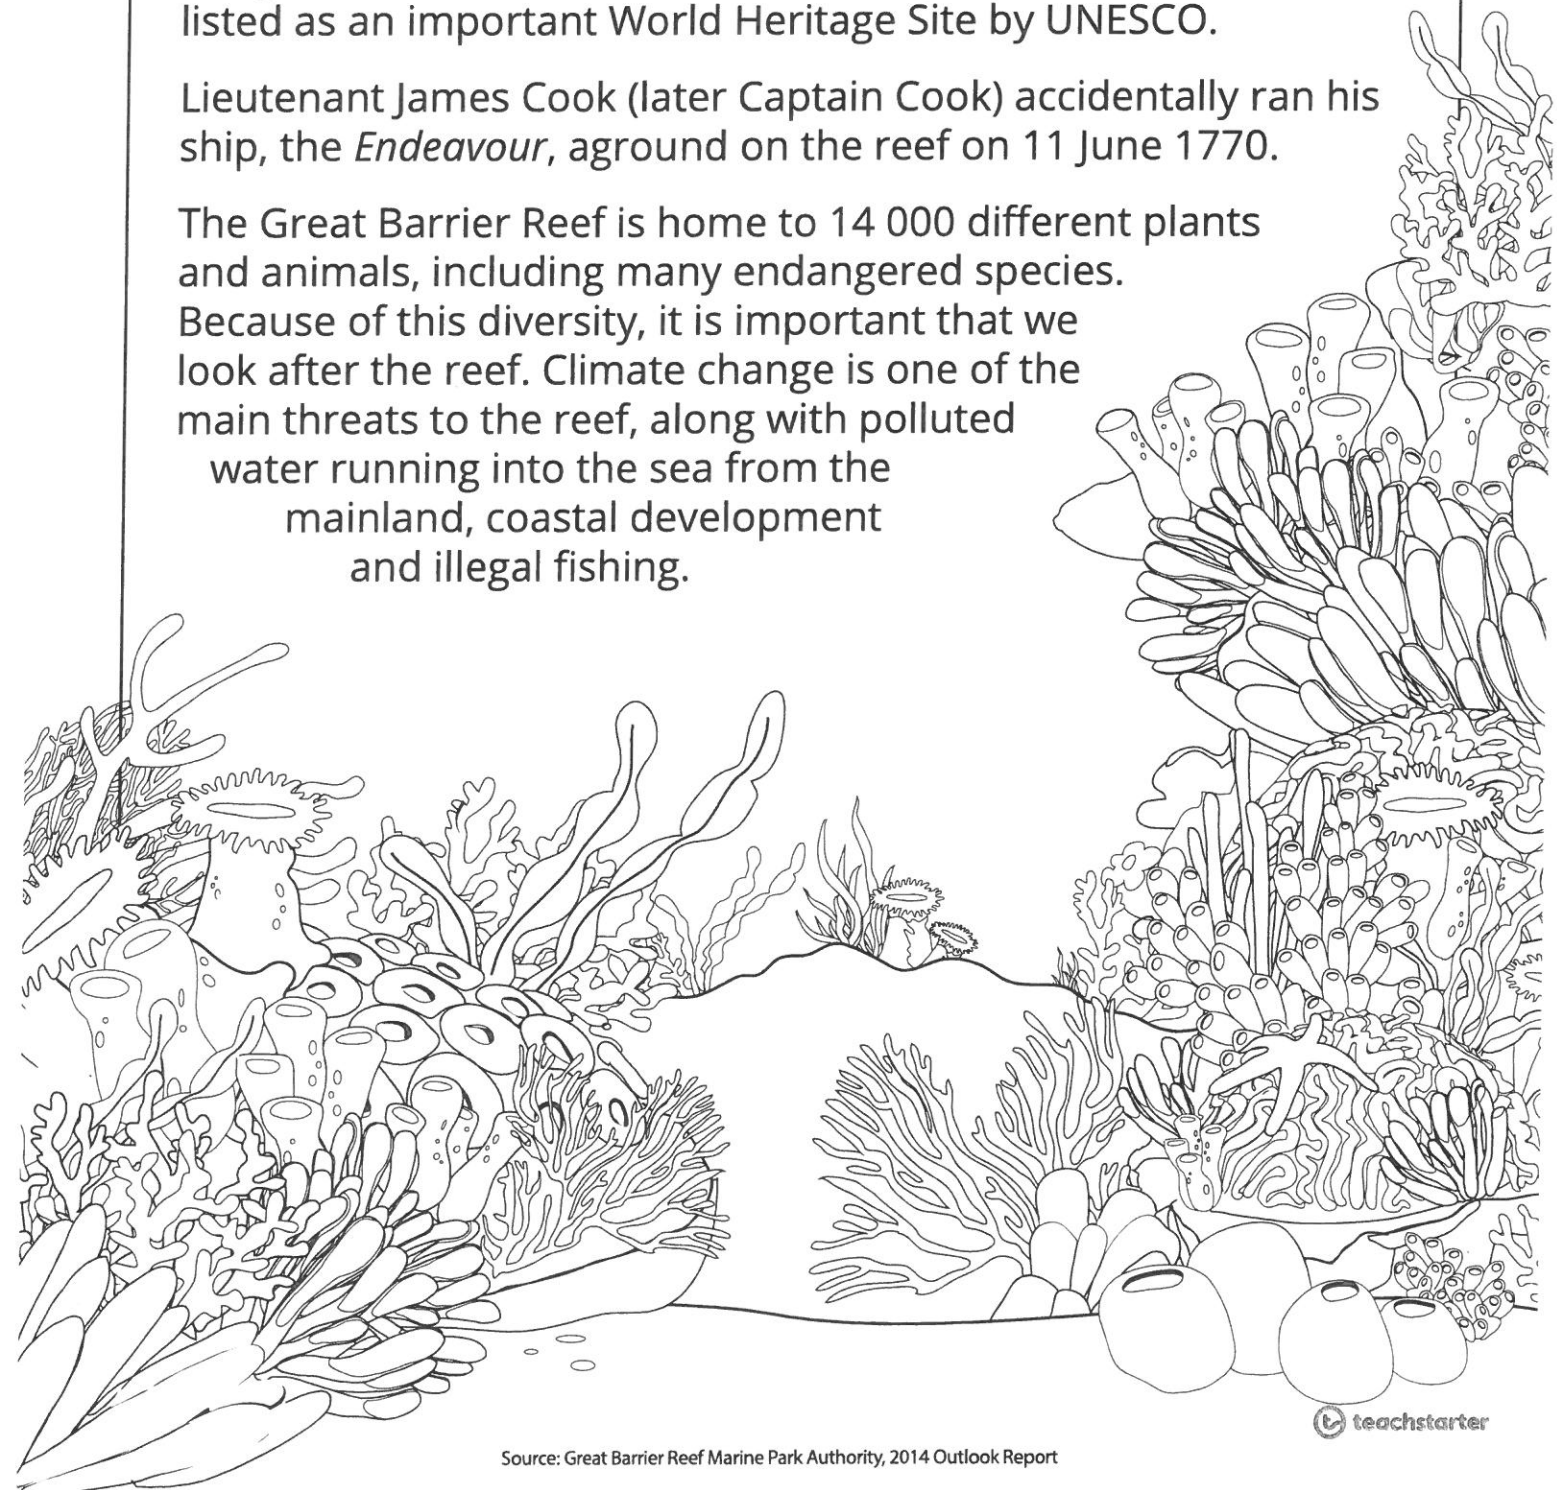 listed as an important World Heritage Site by UNESCO.
Lieutenant James Cook (later Captain Cook) accidentally ran his
ship, the Endeavour, aground on the reef on 11 June 1770.
The Great Barrier Reef is home to 14 000 different plants
and animals, including many endangered species.
Because of this diversity, it is important that we
look after the reef. Climate change is one of the
main threats to the reef, along with polluted
water running into the sea from the
mainland, coastal development
and illegal fishing.
teachstarter
Source: Great Barrier Reef Marine Park Authority, 2014 Outlook Report